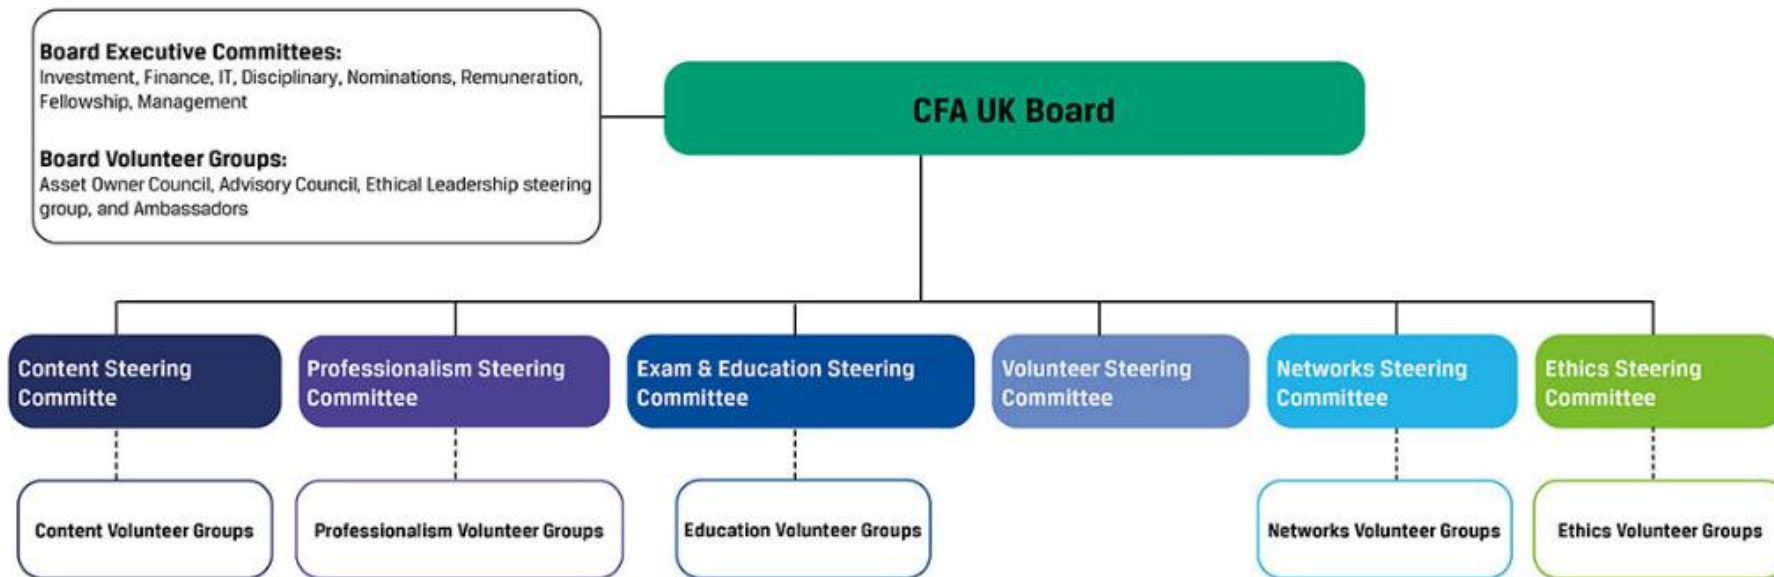 Board Executive Committees:
Investment, Finance, IT, Disciplinary, Nominations, Remuneration,
Fellowship, Management
Board Volunteer Groups:
Asset Owner Council, Advisory Council, Ethical Leadership steering
group, and Ambassadors
CFA UK Board
Content Steering
Committe
Professionalism Steering
Committee
Exam & Education Steering
Committee
Volunteer Steering
Committee
Networks Steering
Committee
Ethics Steering
Committee
Content Volunteer Groups
Professionalism Volunteer Groups
Education Volunteer Groups
Networks Volunteer Groups
Ethics Volunteer Groups